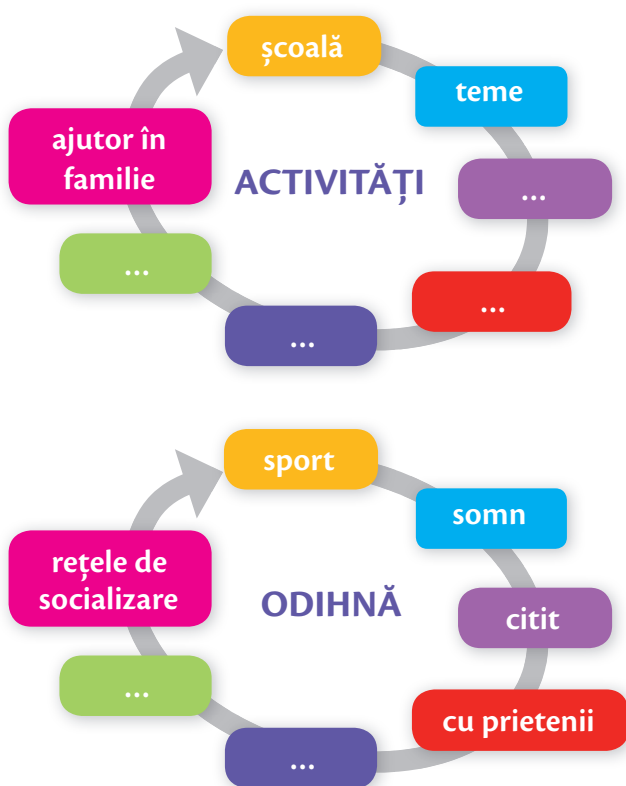 școală
teme
...
...
...
...
ajutor în
familie
ACTIVITĂȚI
sport
somn
citit
cu prietenii
...
...
rețele de
socializare
ODIHNĂ